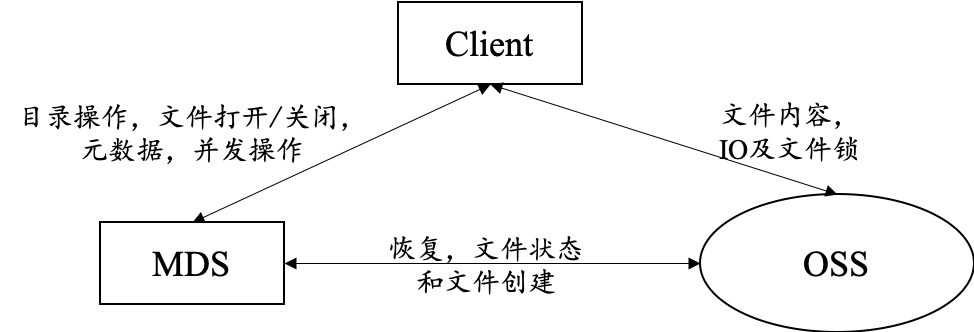 Client
目录操作，文件打开/关闭，
元数据，并发操作
文件内容，
IO及文件锁
MDS
恢复，文件状态
和文件创建
OSS